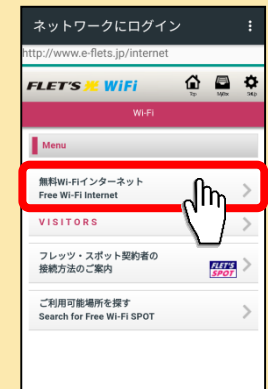 ネットワークにログイン
http://www.e-flets.jp/internet
FLET'S 光 WiFi
Top
Wi-Fi
Menu
無料Wi-Fiインターネット
Free Wi-Fi Internet
VISITORS
フレッツ・スポット契約者の
接続方法のご案内
FLET'S
SPOT
ご利用可能場所を探す
Search for Free Wi-Fi SPOT